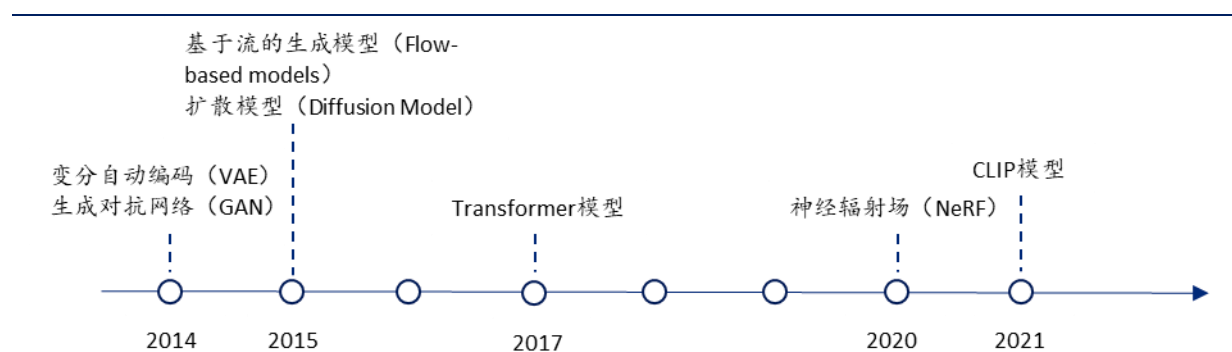 基于流的生成模型（Flow-
based models）
扩散模型（Diffusion Model）
变分自动编码（VAE）
生成对抗网络（GAN）
Transformer模型
神经辐射场（NeRF）
CLIP模型
2014
2015
2017
2020
2021